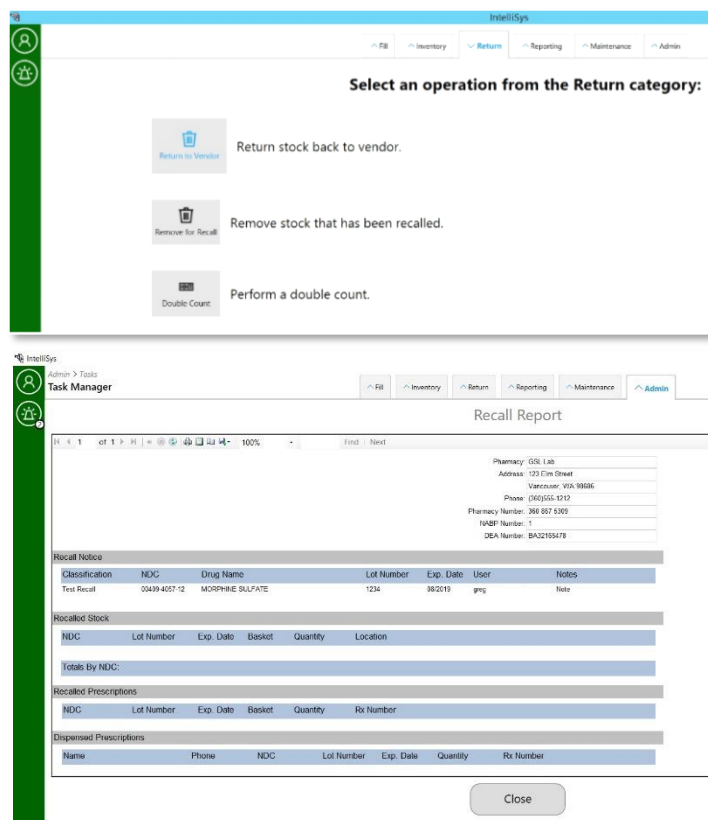 IntelliSys
Fill Inventory Return Reporting Maintenance Admin
Select an operation from the Return category:
Return to Vendor
Return stock back to vendor.
Remove for Recall
Remove stock that has been recalled.
Double Count
Perform a double count.
IntelliSys
Admin > Tasks
Task Manager
Fill Inventory Return Reporting Maintenance Admin
2
Recall Report
1 of 1 100% Find | Next
Pharmacy: GSL Lab
Address: 123 Elm Street
Vancouver, WA 98686
Phone: (360)555-1212
Pharmacy Number: 360 857 5309
NABP Number: 1
DEA Number: BA32165478
Recall Notice
Classification NDC Drug Name Lot Number Exp. Date User Notes
Test Recall 00409-4057-12 MORPHINE SULFATE 1234 08/2019 greg Note
Recalled Stock
NDC Lot Number Exp. Date Basket Quantity Location
Totals By NDC:
Recalled Prescriptions
NDC Lot Number Exp. Date Basket Quantity Rx Number
Dispensed Prescriptions
Name Phone NDC Lot Number Exp. Date Quantity Rx Number
Close